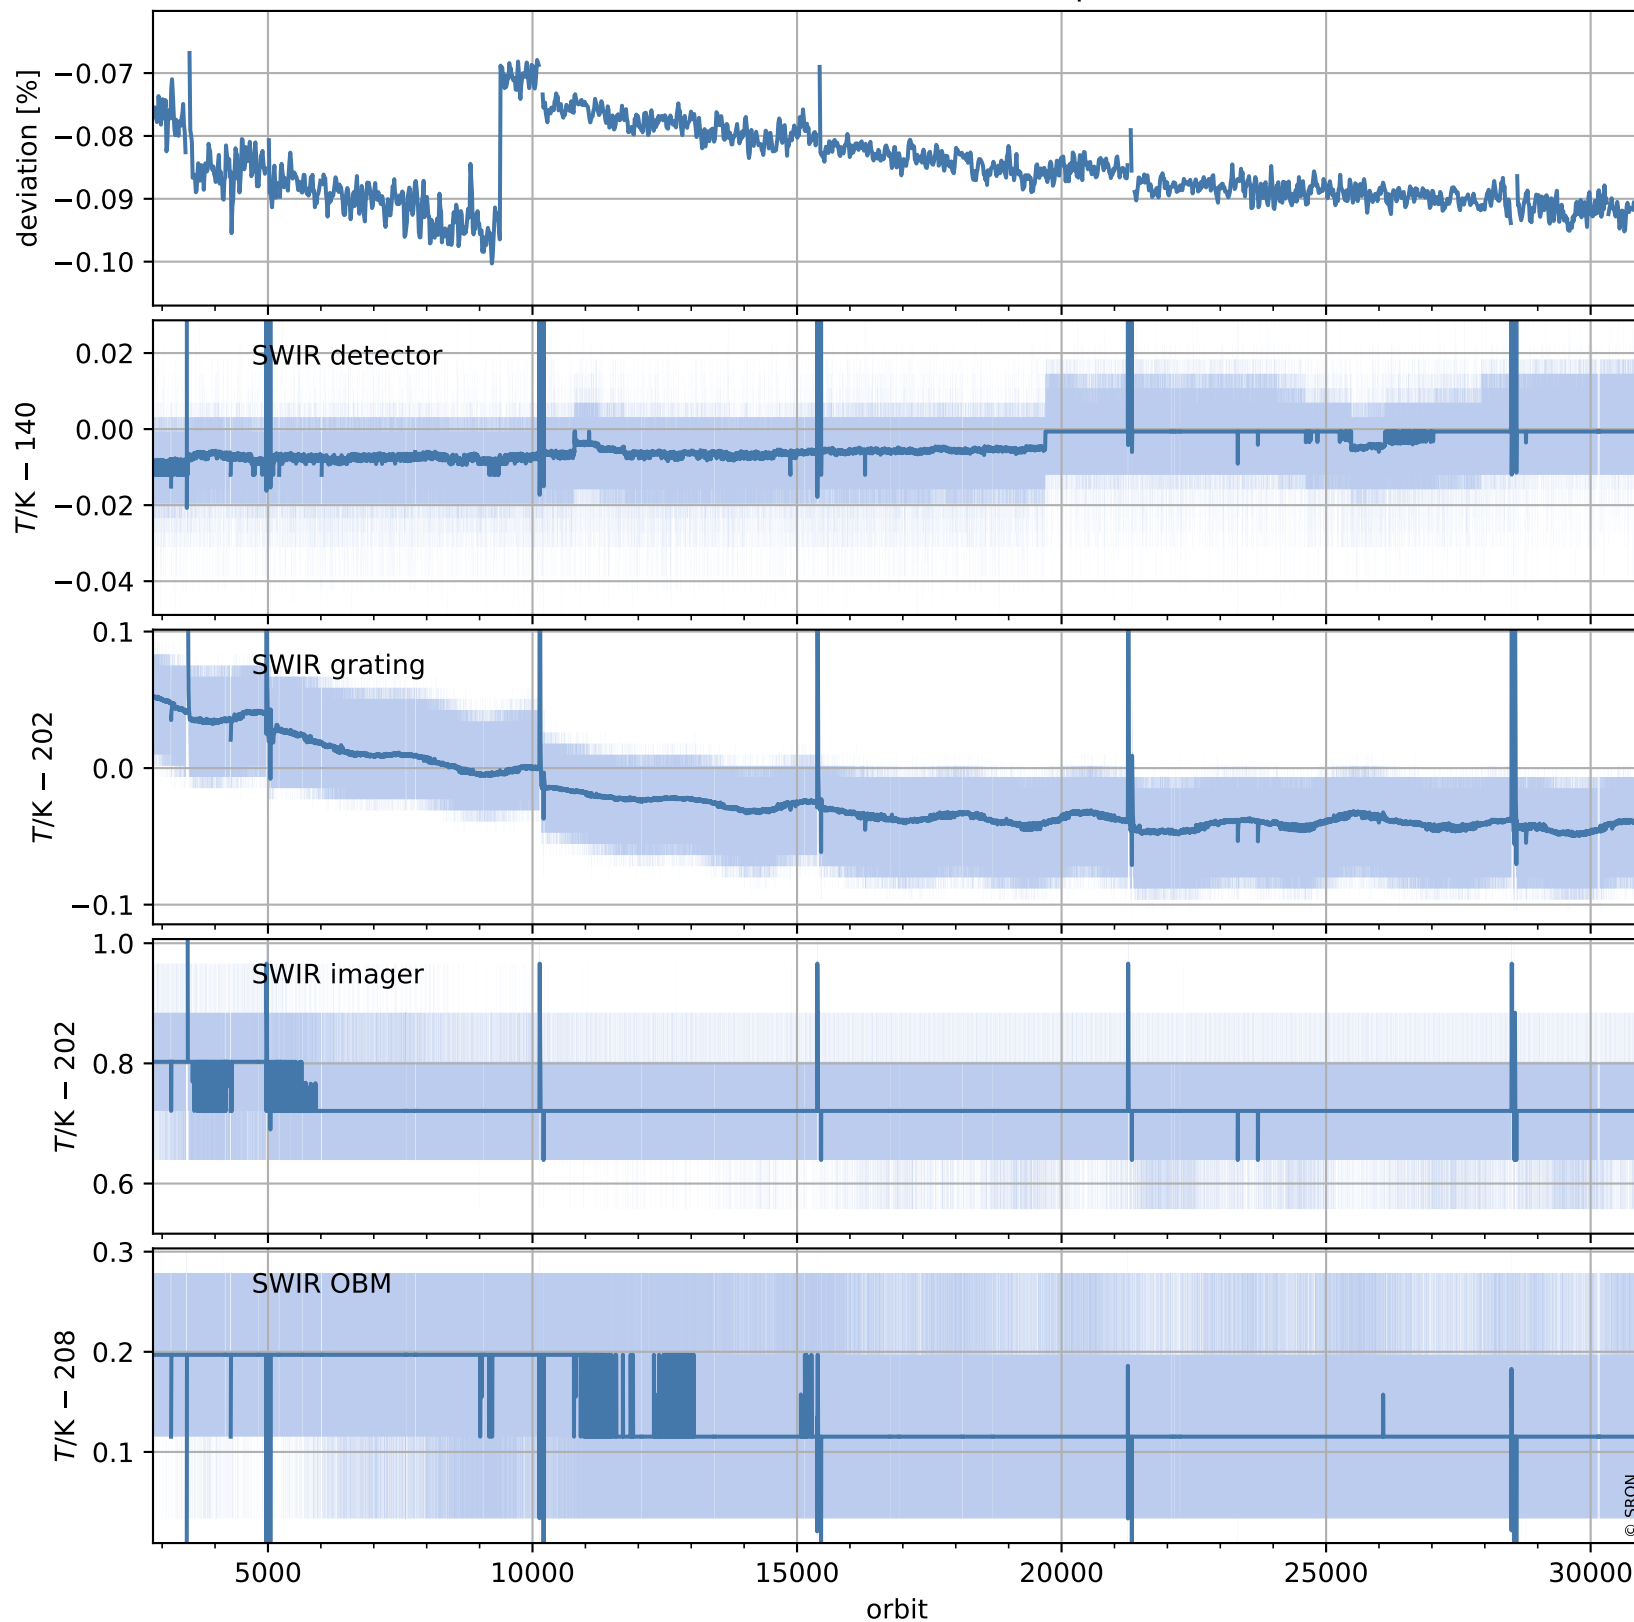 deviation [%]
−0.07
−0.08
−0.09
−0.10
SWIR detector
T/K − 140
0.02
0.00
−0.02
−0.04
SWIR grating
T/K − 202
0.1
0.0
−0.1
SWIR imager
T/K − 202
1.0
0.8
0.6
SWIR OBM
T/K − 208
0.3
0.2
0.1
© SRON
5000 10000 15000 20000 25000 30000
orbit